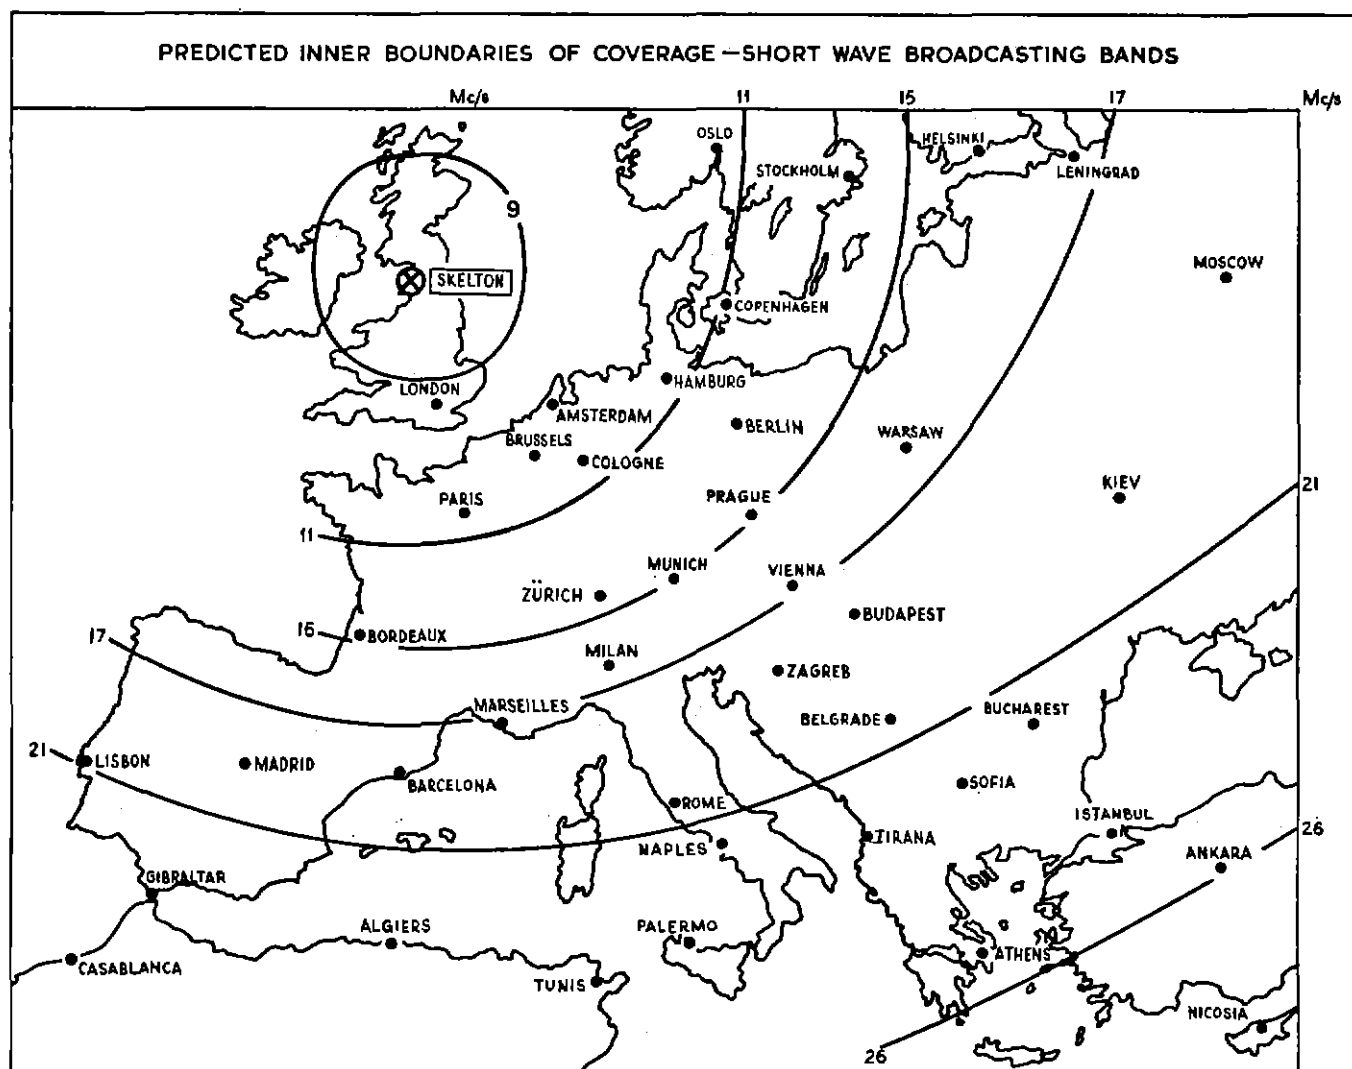 PREDICTED INNER BOUNDARIES OF COVERAGE—SHORT WAVE BROADCASTING BANDS
Mc/s 11 15 17 Mc/s
OSLO
HELSINKI
STOCKHOLM
LENINGRAD
9
MOSCOW
SKELTON
COPENHAGEN
HAMBURG
LONDON
AMSTERDAM
BERLIN
WARSAW
BRUSSELS
COLOGNE
KIEV
21
PARIS
PRAGUE
11
MUNICH
VIENNA
ZÜRICH
BUDAPEST
16
BORDEAUX
17
MILAN
ZAGREB
MARSEILLES
BELGRADE
BUCHAREST
21
LISBON
MADRID
BARCELONA
SOFIA
ROME
ISTANBUL
26
TIRANA
NAPLES
ANKARA
GIBRALTAR
ALGIERS
PALERMO
ATHENS
CASABLANCA
TUNIS
NICOSIA
26